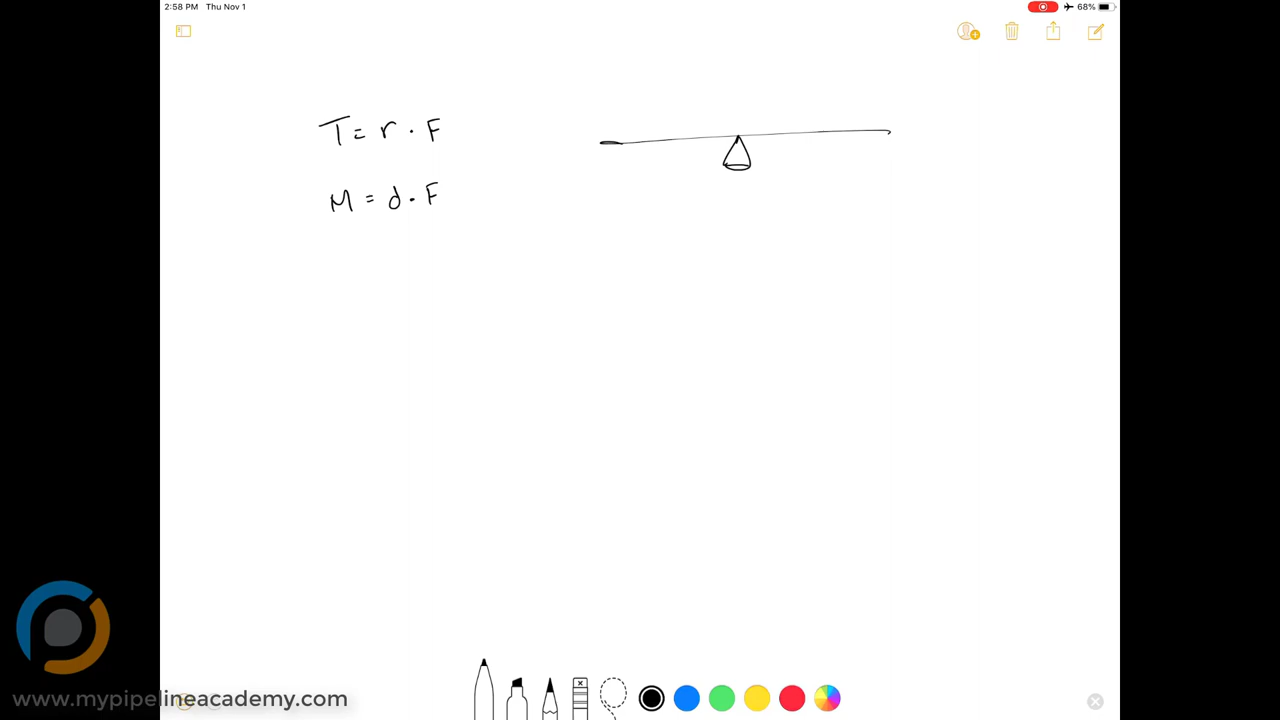 2:58 PM Thu Nov 1
68%
T = r · F
M = d · F
www.mypipelineacademy.com